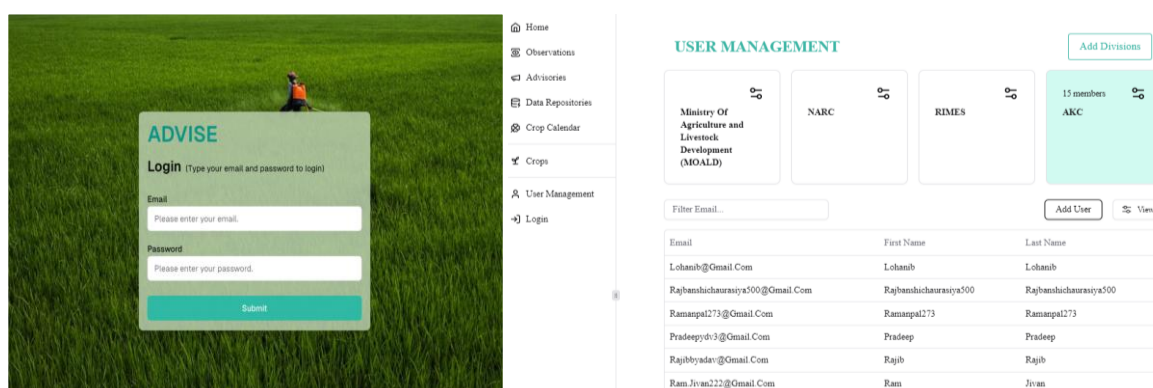 ADVISE
Login (Type your email and password to login)
Email
Please enter your email.
Password
Please enter your password.
Submit
Home
Observations
Advisories
Data Repositories
Crop Calendar
Crops
User Management
Login
USER MANAGEMENT
Add Divisions
Ministry Of
Agriculture and
Livestock
Development
(MOALD)
NARC
RIMES
15 members
AKC
Filter Email...
Add User
View
Email First Name Last Name
Lohanib@Gmail.Com Lohanib Lohanib
Rajbanshichaurasiya500@Gmail.Com Rajbanshichaurasiya500 Rajbanshichaurasiya500
Ramanpal273@Gmail.Com Ramanpal273 Ramanpal273
Pradeepydv3@Gmail.Com Pradeep Pradeep
Rajibbyadav@Gmail.Com Rajib Rajib
Ram.Jivan222@Gmail.Com Ram Jivan